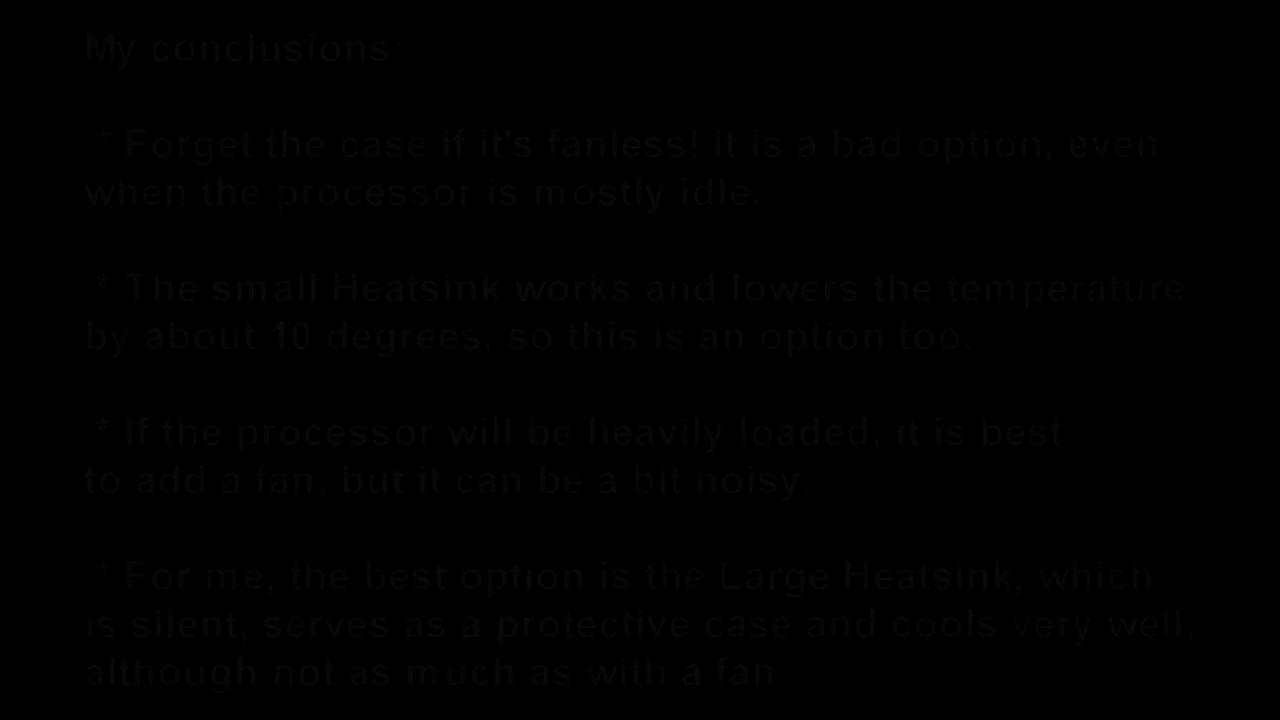 My conclusions:
* Forget the case if it's fanless! It is a bad option, even
when the processor is mostly idle.
* The small Heatsink works and lowers the temperature
by about 10 degrees, so this is an option too.
* If the processor will be heavily loaded, it is best
to add a fan, but it can be a bit noisy.
* For me, the best option is the Large Heatsink, which
is silent, serves as a protective case and cools very well,
although not as much as with a fan